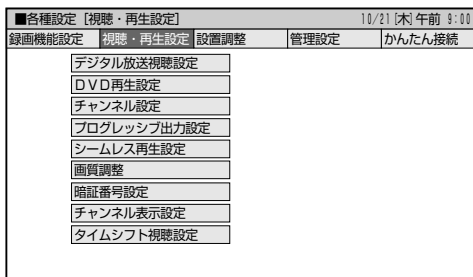 ■各種設定［視聴・再生設定］ 10/21[木]午前 9:00
録画機能設定 視聴・再生設定 設置調整 管理設定 かんたん接続
デジタル放送視聴設定
ＤＶＤ再生設定
チャンネル設定
プログレッシブ出力設定
シームレス再生設定
画質調整
暗証番号設定
チャンネル表示設定
タイムシフト視聴設定